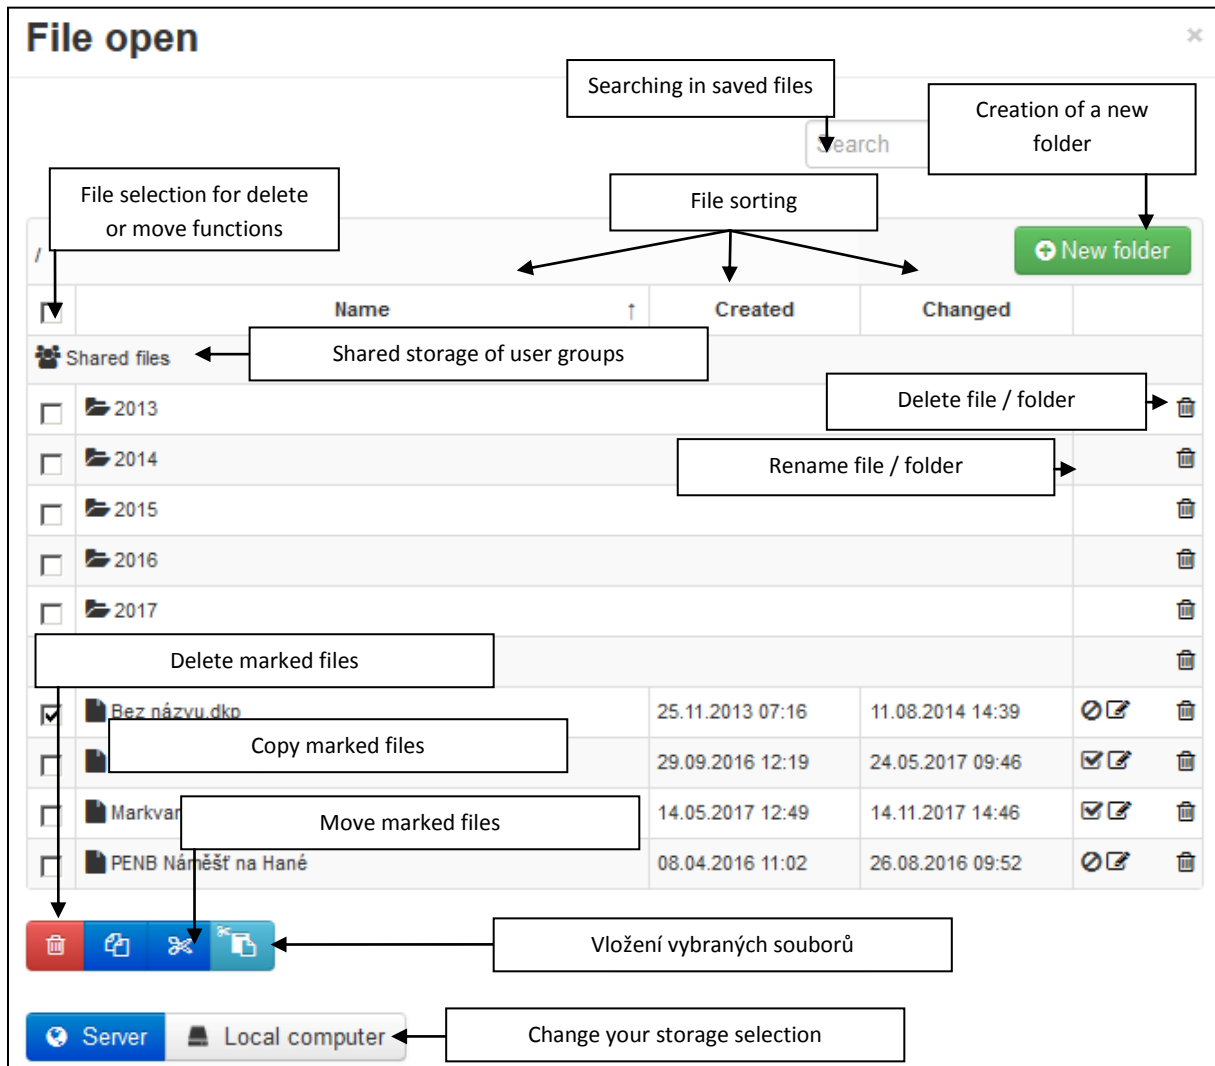 File open
×
Searching in saved files
Creation of a new
folder
File selection for delete
or move functions
File sorting
/
New folder
Name ↑ Created Changed
Shared files
Shared storage of user groups
2013
Delete file / folder
2014
Rename file / folder
2015
2016
2017
Delete marked files
Bez názvu.dkp 25.11.2013 07:16 11.08.2014 14:39
Copy marked files
29.09.2016 12:19 24.05.2017 09:46
14.05.2017 12:49 14.11.2017 14:46
Move marked files
PENB Náměšť na Hané 08.04.2016 11:02 26.08.2016 09:52
Vložení vybraných souborů
Server Local computer
Change your storage selection